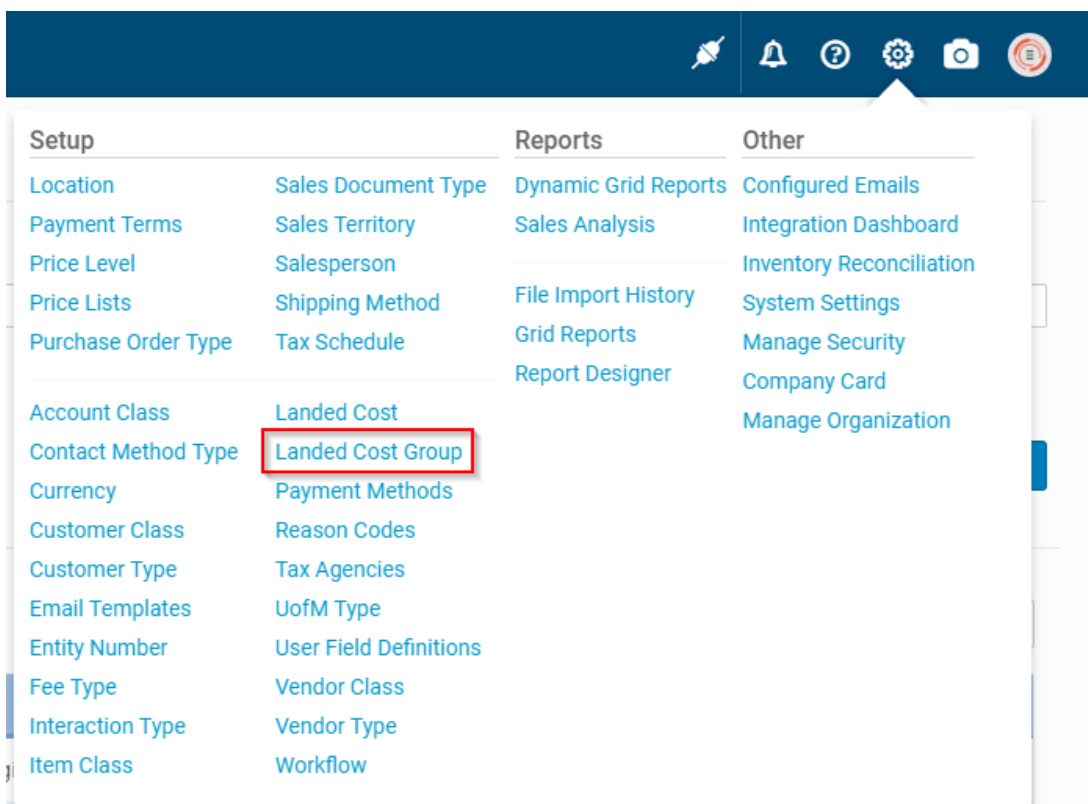 Setup
Location
Payment Terms
Price Level
Price Lists
Purchase Order Type
Sales Document Type
Sales Territory
Salesperson
Shipping Method
Tax Schedule
Account Class
Contact Method Type
Currency
Customer Class
Customer Type
Email Templates
Entity Number
Fee Type
Interaction Type
Item Class
Landed Cost
Landed Cost Group
Payment Methods
Reason Codes
Tax Agencies
UofM Type
User Field Definitions
Vendor Class
Vendor Type
Workflow
Reports
Dynamic Grid Reports
Sales Analysis
File Import History
Grid Reports
Report Designer
Other
Configured Emails
Integration Dashboard
Inventory Reconciliation
System Settings
Manage Security
Company Card
Manage Organization